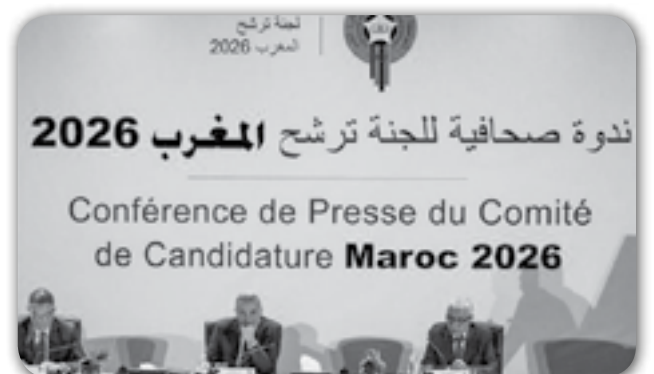 لجنة ترشح
المغرب 2026
ندوة صحافية للجنة ترشح المغرب 2026
Conférence de Presse du Comité
de Candidature Maroc 2026